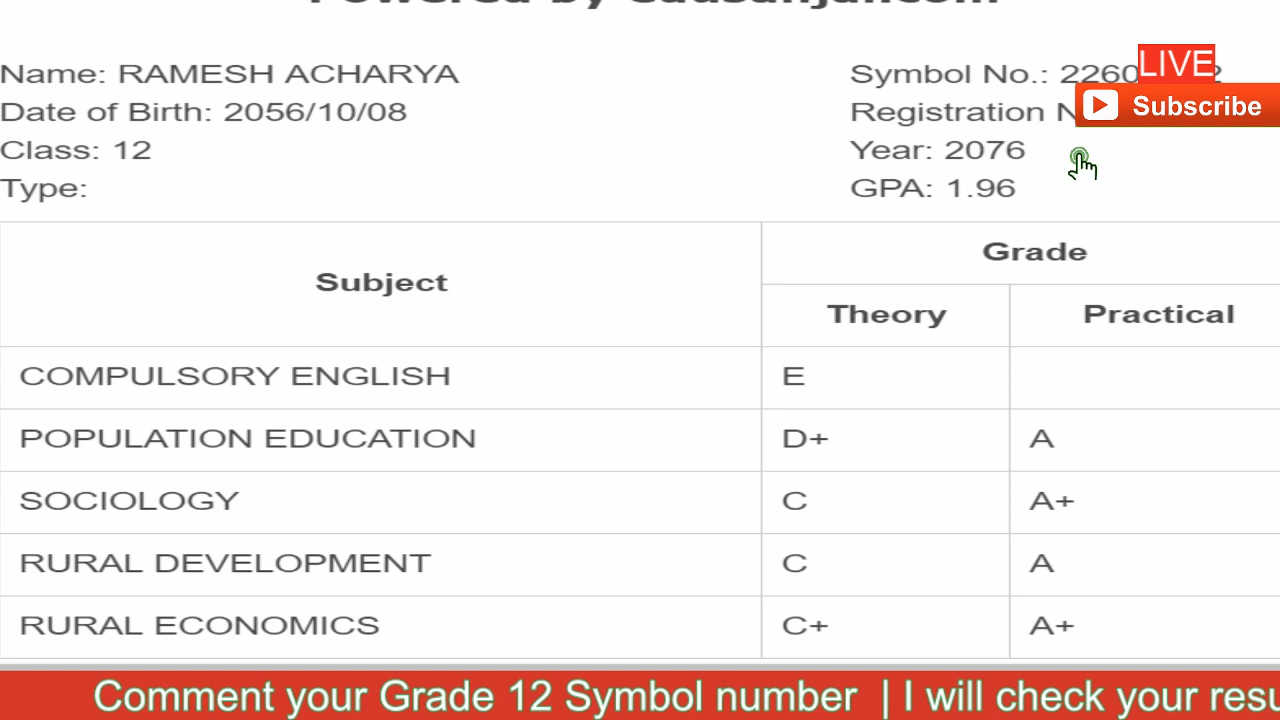 Powered by
Name: RAMESH ACHARYA
Symbol No.:
LIVE
Date of Birth: 2056/10/08
Registration
Subscribe
Class: 12
Year: 2076
Type:
GPA: 1.96
Subject
Grade
Theory
Practical
COMPULSORY ENGLISH
E
POPULATION EDUCATION
D+
A
SOCIOLOGY
C
A+
RURAL DEVELOPMENT
C
A
RURAL ECONOMICS
C+
A+
Comment your Grade 12 Symbol number | I will check your